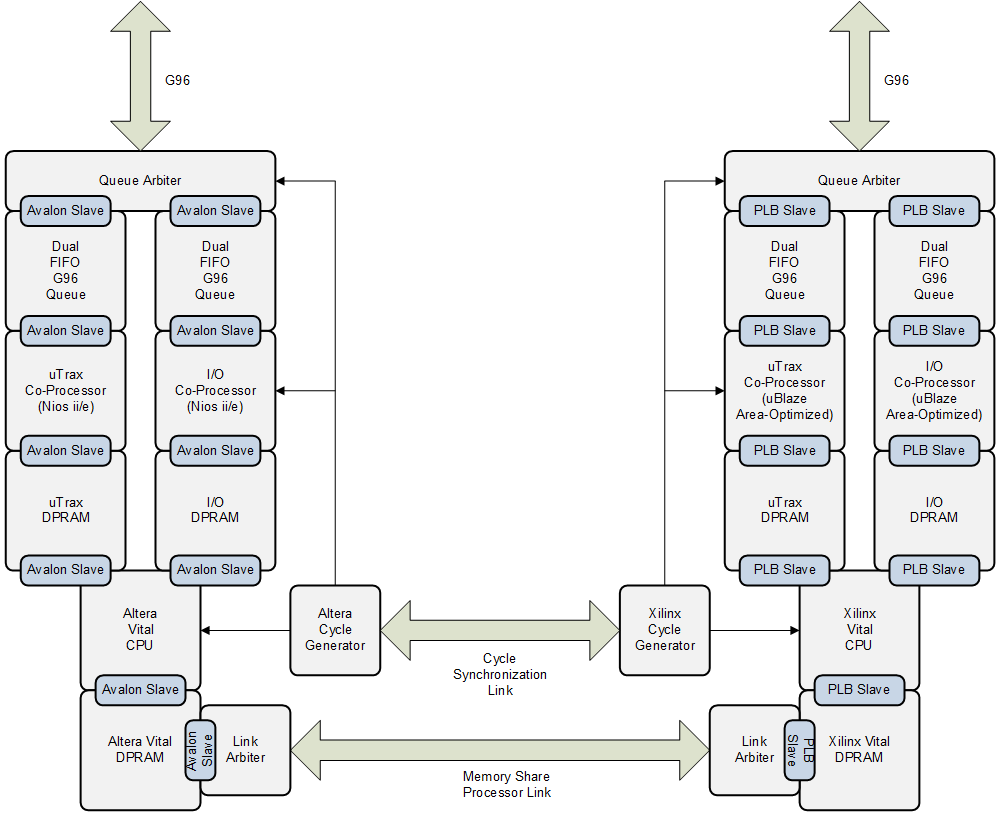 G96
G96
Queue Arbiter
Queue Arbiter
Avalon Slave
Avalon Slave
PLB Slave
PLB Slave
Dual
FIFO
G96
Queue
Dual
FIFO
G96
Queue
Dual
FIFO
G96
Queue
Dual
FIFO
G96
Queue
Avalon Slave
Avalon Slave
PLB Slave
PLB Slave
uTrax
Co-Processor
(Nios ii/e)
I/O
Co-Processor
(Nios ii/e)
uTrax
Co-Processor
(uBlaze
Area-Optimized)
I/O
Co-Processor
(uBlaze
Area-Optimized)
Avalon Slave
Avalon Slave
PLB Slave
PLB Slave
uTrax
DPRAM
I/O
DPRAM
uTrax
DPRAM
I/O
DPRAM
Avalon Slave
Avalon Slave
PLB Slave
PLB Slave
Altera
Vital
CPU
Altera
Cycle
Generator
Xilinx
Cycle
Generator
Xilinx
Vital
CPU
Cycle
Synchronization
Link
Avalon Slave
PLB Slave
Altera Vital
DPRAM
Avalon
Slave
Link
Arbiter
Link
Arbiter
PLB
Slave
Xilinx Vital
DPRAM
Memory Share
Processor Link